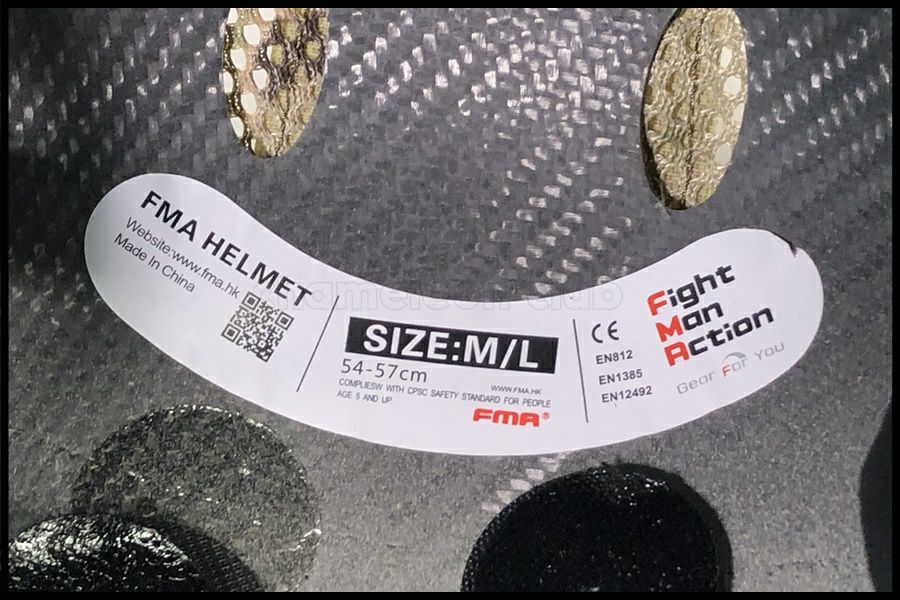 FMA HELMET
Website:www.fma.hk
Made In China
SIZE:M/L
54-57cm
WWW.FMA.HK
COMPLIESW WITH CPSC SAFETY STANDARD FOR PEOPLE
AGE 5 AND UP
FMA®
CE
EN812
EN1385
EN12492
Fight
Man
Action
Gear For You